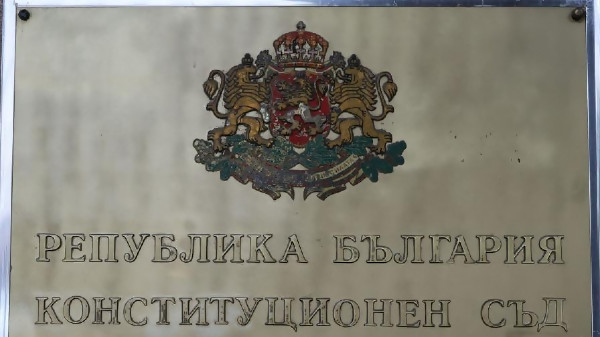 РЕПУБЛИКА БЪЛГАРИЯ
КОНСТИТУЦИОНЕН СЪД